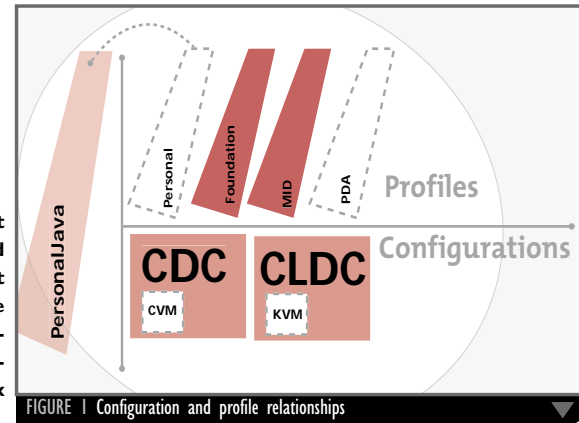 PersonalJava
Personal
Foundation
MID
PDA
Profiles
Configurations
CDC
CLDC
CVM
KVM
FIGURE 1 Configuration and profile relationships